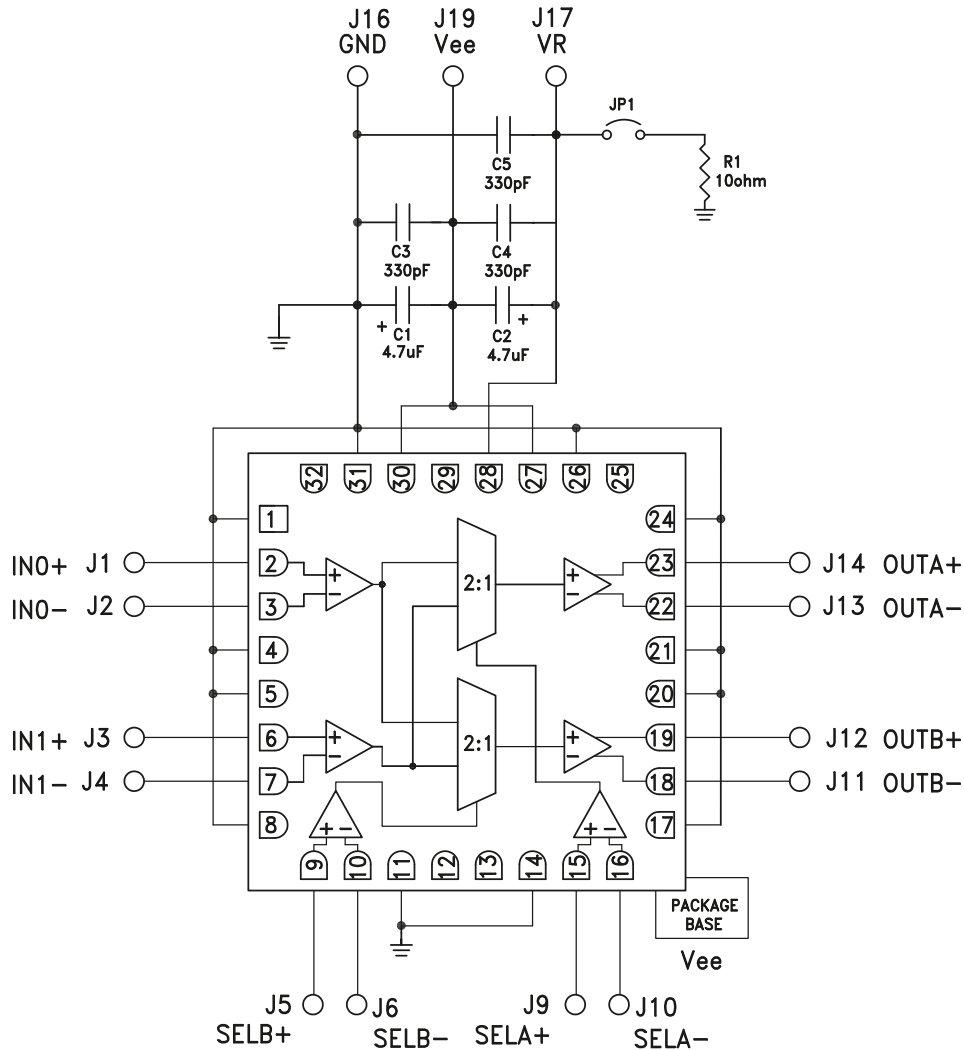 J16 J19 J17
GND Vee VR
JP1
R1
10ohm
C5
330pF
C3
330pF
C4
330pF
+
C1
4.7uF
+
C2
4.7uF
32 31 30 29 28 27 26 25
1
24
IN0+ J1
2
23
J14 OUTA+
+
−
2:1
+
−
IN0− J2
3
22
J13 OUTA−
4
21
5
20
IN1+ J3
6
19
J12 OUTB+
+
−
2:1
+
−
IN1− J4
7
18
J11 OUTB−
8
17
+ −
+ −
9 10 11 12 13 14 15 16
PACKAGE
BASE
Vee
J5
SELB+
J6
SELB−
J9
SELA+
J10
SELA−